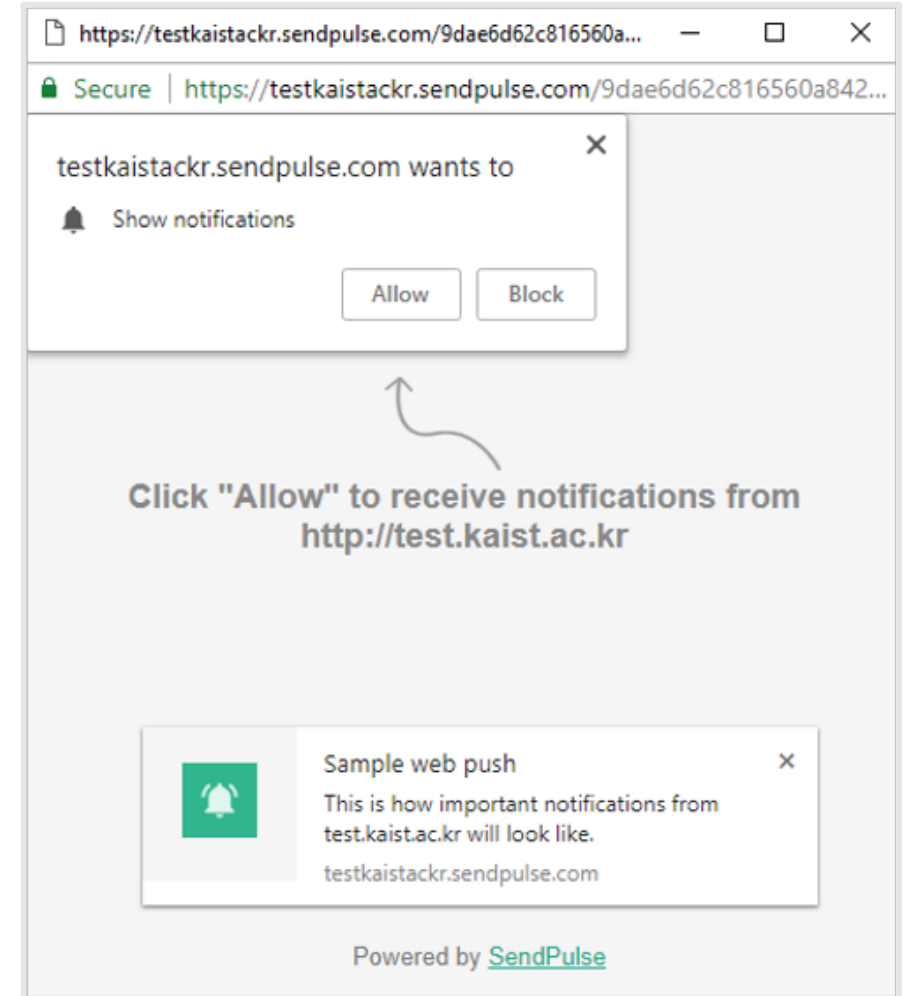 https://testkaistackr.sendpulse.com/9dae6d62c816560a...
Secure | https://testkaistackr.sendpulse.com/9dae6d62c816560a842...
testkaistackr.sendpulse.com wants to
Show notifications
Allow Block
Click "Allow" to receive notifications from
http://test.kaist.ac.kr
Sample web push
This is how important notifications from
test.kaist.ac.kr will look like.
testkaistackr.sendpulse.com
Powered by SendPulse